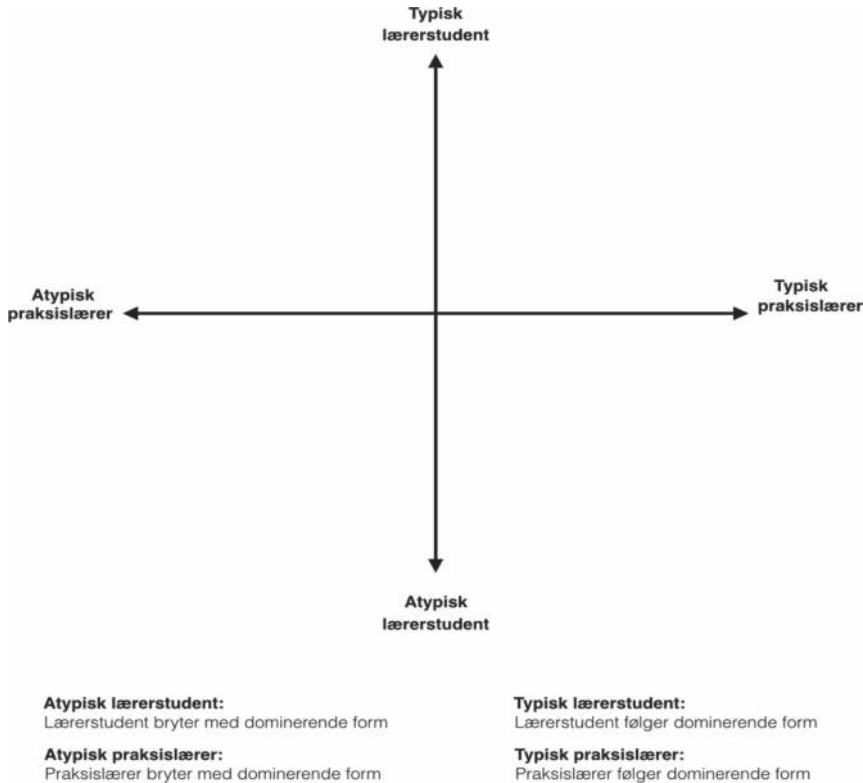 Typisk
lærerstudent
Atypisk
praksislærer
Typisk
praksislærer
Atypisk
lærerstudent
Atypisk lærerstudent:
Lærerstudent bryter med dominerende form
Typisk lærerstudent:
Lærerstudent følger dominerende form
Atypisk praksislærer:
Praksislærer bryter med dominerende form
Typisk praksislærer:
Praksislærer følger dominerende form